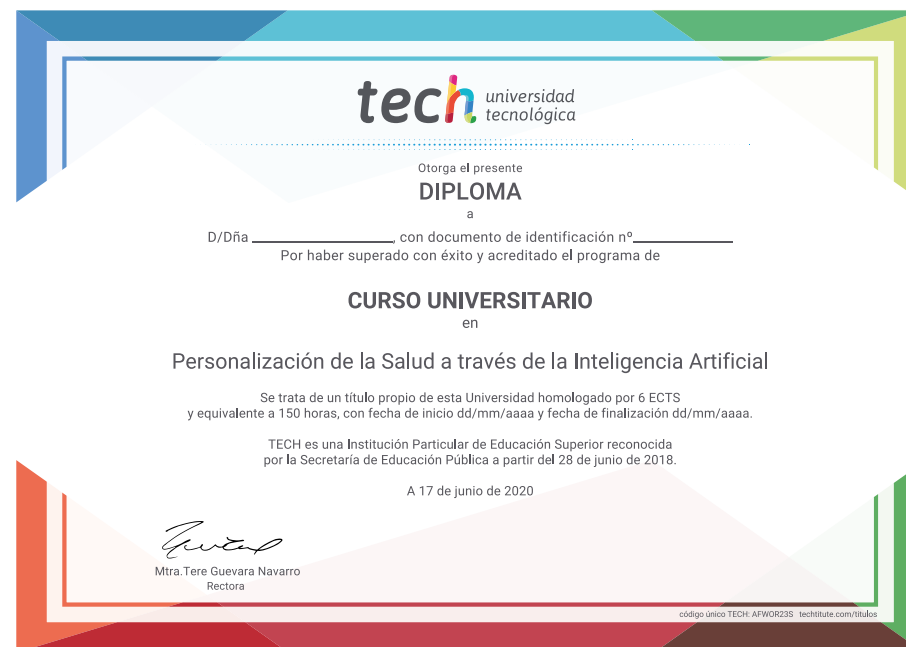 tech universidad
tecnológica
Otorga el presente
DIPLOMA
a
D/Dña ____________________, con documento de identificación nº______________
Por haber superado con éxito y acreditado el programa de
CURSO UNIVERSITARIO
en
Personalización de la Salud a través de la Inteligencia Artificial
Se trata de un título propio de esta Universidad homologado por 6 ECTS
y equivalente a 150 horas, con fecha de inicio dd/mm/aaaa y fecha de finalización dd/mm/aaaa.
TECH es una Institución Particular de Educación Superior reconocida
por la Secretaría de Educación Pública a partir del 28 de junio de 2018.
A 17 de junio de 2020
Mtra.Tere Guevara Navarro
Rectora
código único TECH: AFWOR23S techtitute.com/titulos